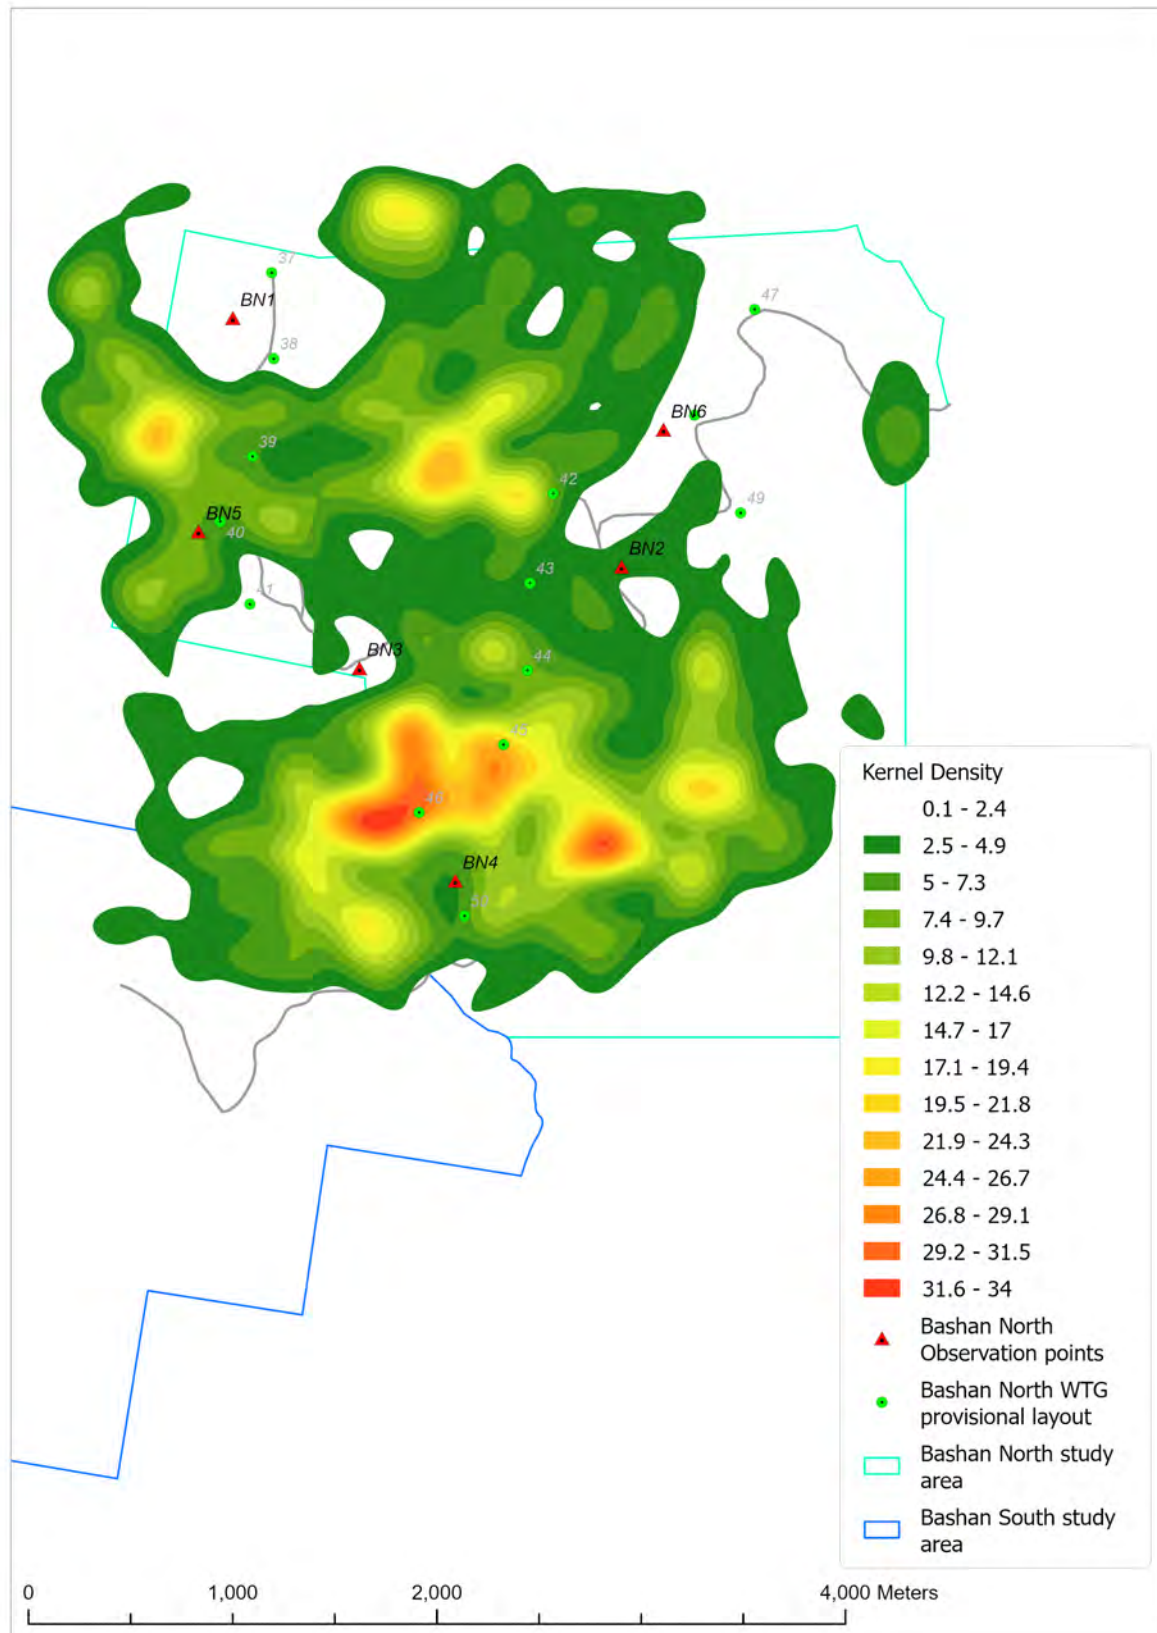 37
BN1
38
47
BN6
39
42
49
BN5
40
BN2
43
41
BN3
44
45
46
BN4
50
Kernel Density
0.1 - 2.4
2.5 - 4.9
5 - 7.3
7.4 - 9.7
9.8 - 12.1
12.2 - 14.6
14.7 - 17
17.1 - 19.4
19.5 - 21.8
21.9 - 24.3
24.4 - 26.7
26.8 - 29.1
29.2 - 31.5
31.6 - 34
Bashan North
Observation points
Bashan North WTG
provisional layout
Bashan North study
area
Bashan South study
area
0 1,000 2,000 4,000 Meters